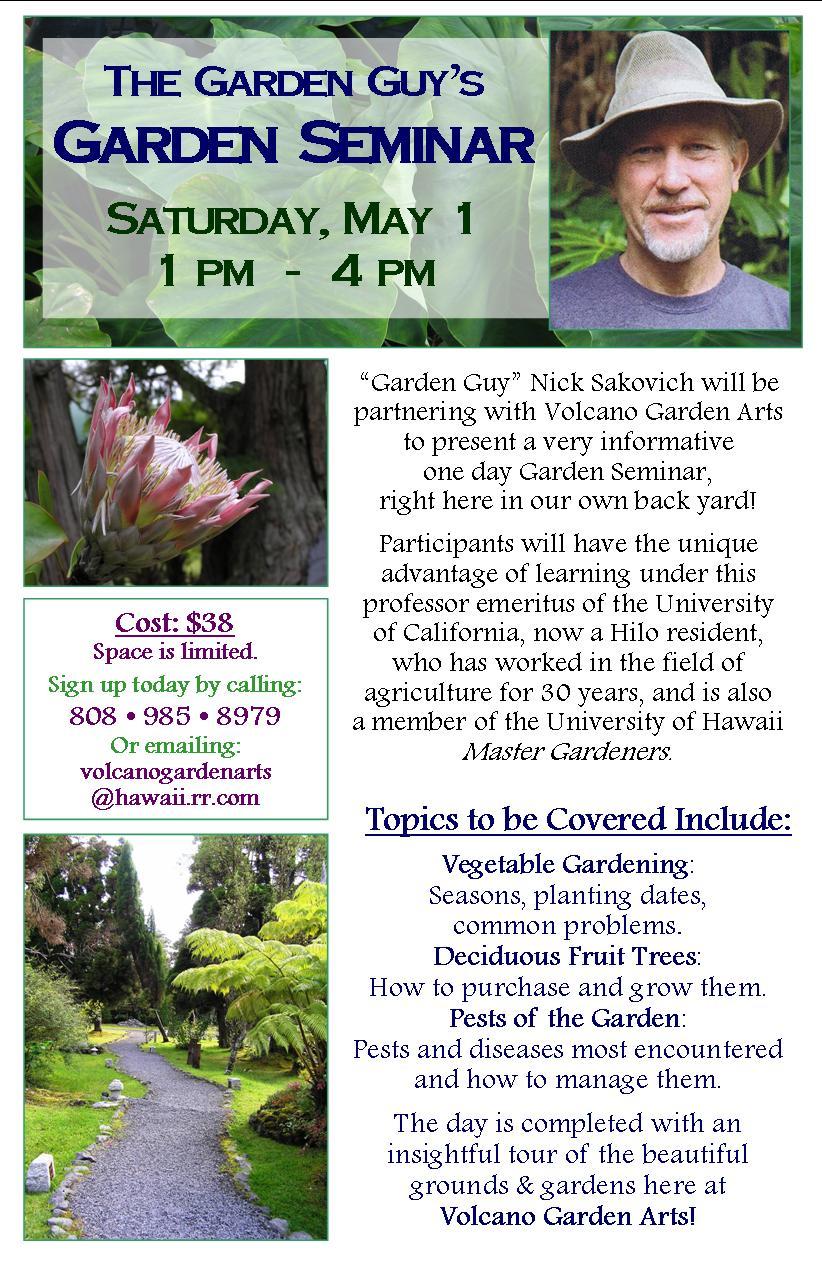 The Garden Guy's
Garden Seminar
Saturday, May 1
1 pm - 4 pm
"Garden Guy" Nick Sakovich will be
partnering with Volcano Garden Arts
to present a very informative
one day Garden Seminar,
right here in our own back yard!
Participants will have the unique
advantage of learning under this
professor emeritus of the University
of California, now a Hilo resident,
who has worked in the field of
agriculture for 30 years, and is also
a member of the University of Hawaii
Master Gardeners.
Cost: $38
Space is limited.
Sign up today by calling:
808 • 985 • 8979
Or emailing:
volcanogardenarts
@hawaii.rr.com
Topics to be Covered Include:
Vegetable Gardening:
Seasons, planting dates,
common problems.
Deciduous Fruit Trees:
How to purchase and grow them.
Pests of the Garden:
Pests and diseases most encountered
and how to manage them.
The day is completed with an
insightful tour of the beautiful
grounds & gardens here at
Volcano Garden Arts!